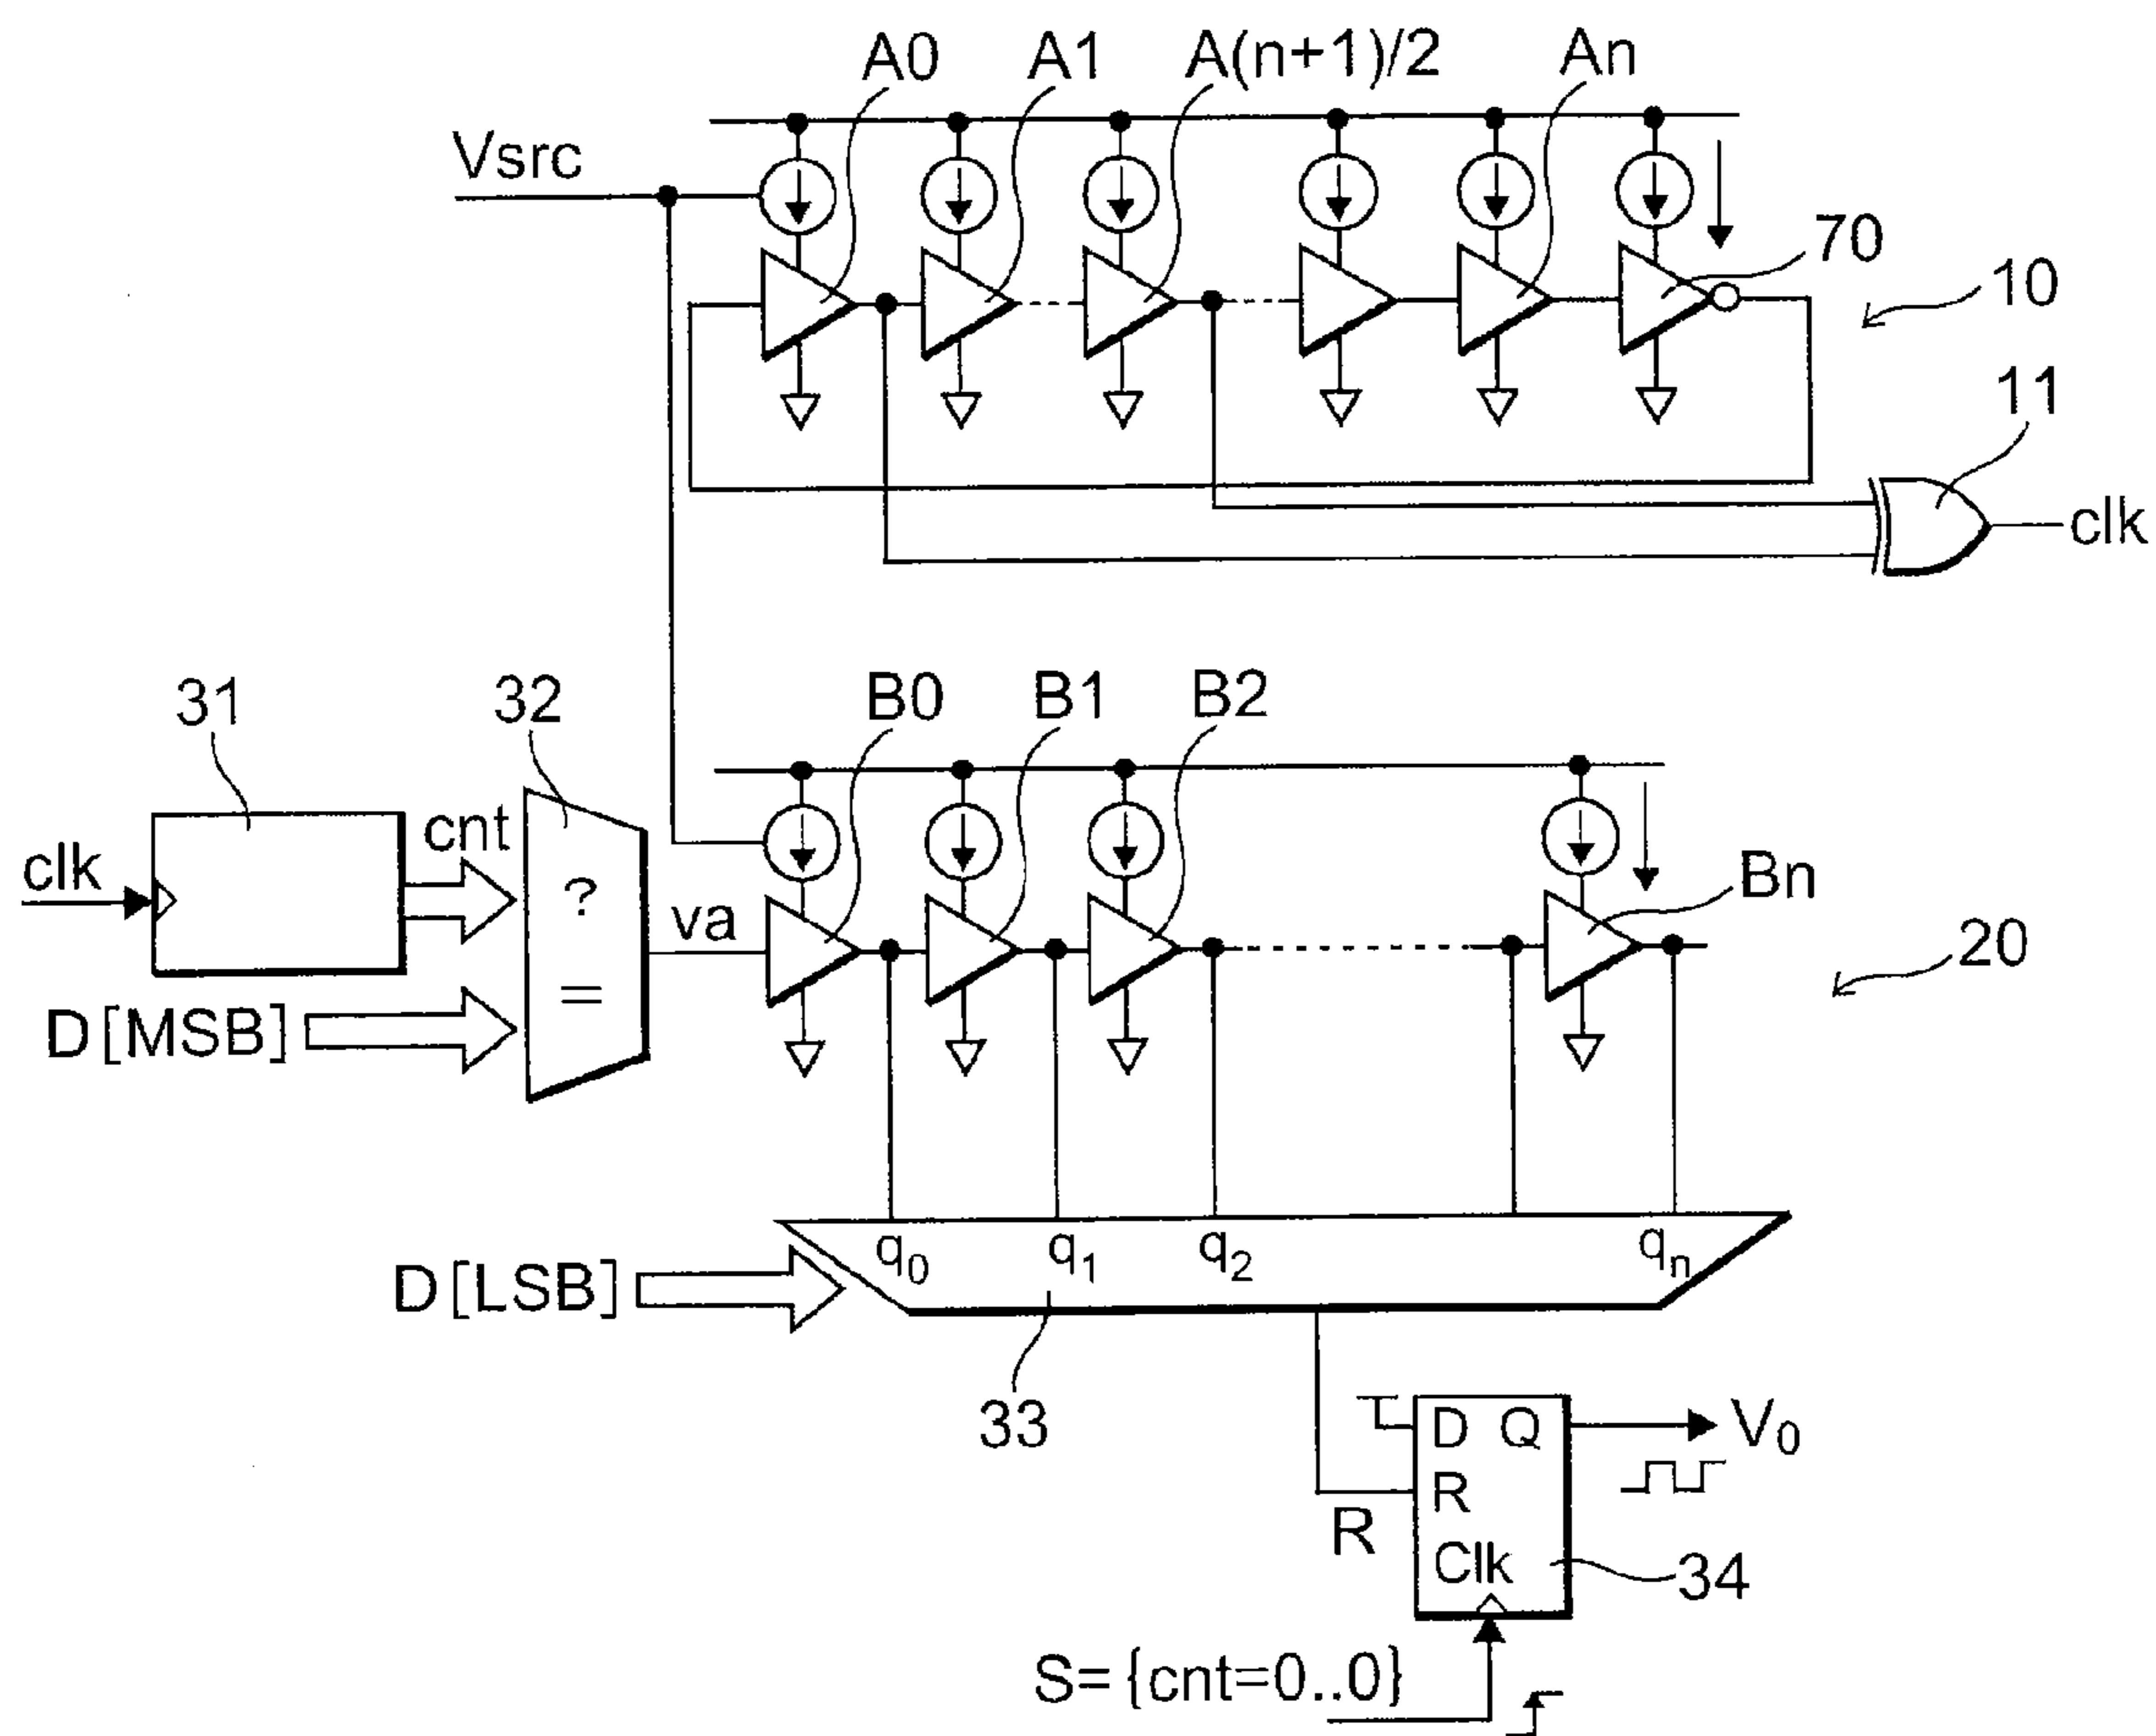 A0 A1 A(n+1)/2 An
Vsrc
70
10
11
clk
31 32 B0 B1 B2
clk cnt ? va Bn
=
D[MSB]
20
q0 q1 q2 qn
D[LSB]
33
D Q V0
R
R
Clk
34
S={cnt=0..0}